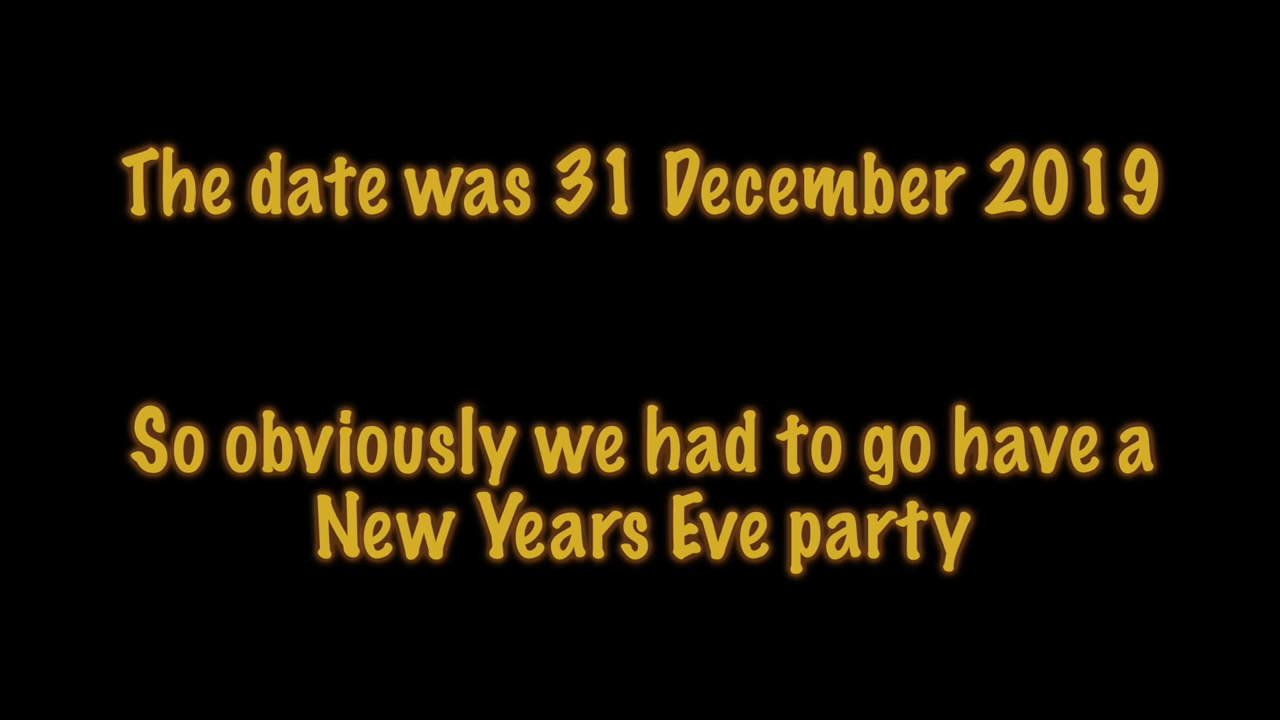 The date was 31 December 2019
So obviously we had to go have a
New Years Eve party